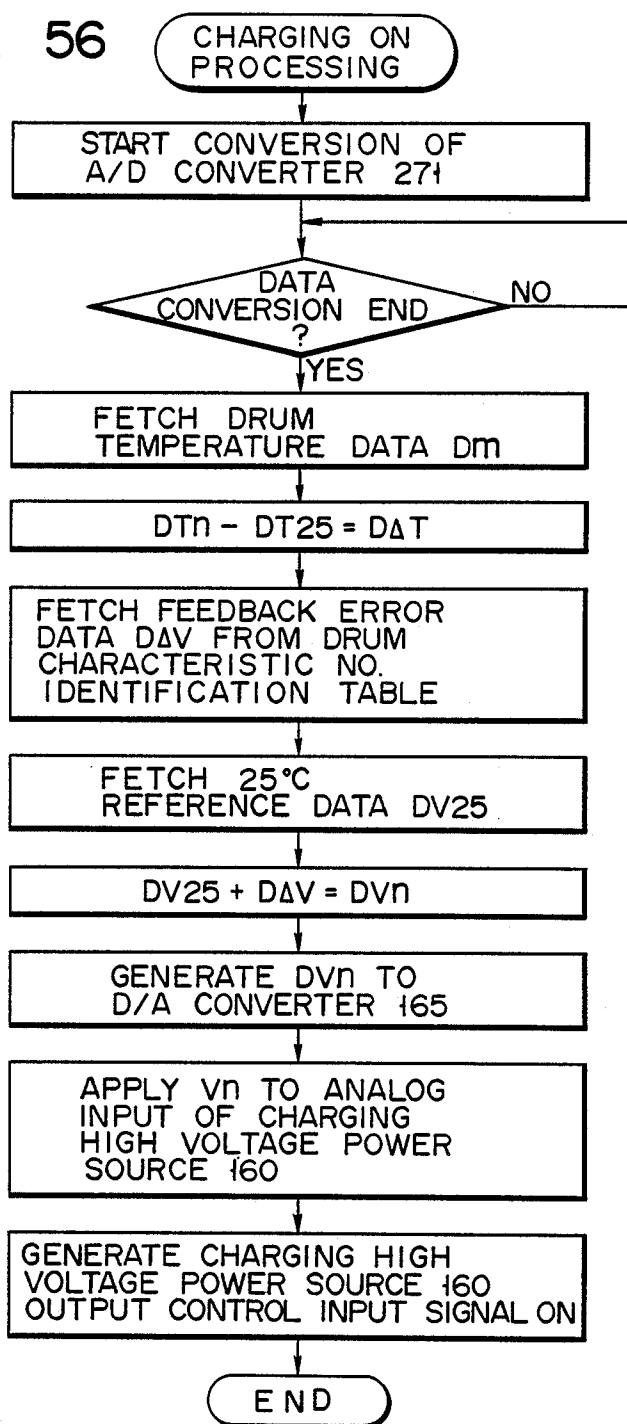 56
CHARGING ON
PROCESSING
START CONVERSION OF
A/D CONVERTER 271
DATA
CONVERSION END
?
NO
YES
FETCH DRUM
TEMPERATURE DATA Dm
DTn - DT25 = DΔT
FETCH FEEDBACK ERROR
DATA DΔV FROM DRUM
CHARACTERISTIC NO.
IDENTIFICATION TABLE
FETCH 25°C
REFERENCE DATA DV25
DV25 + DΔV = DVn
GENERATE DVn TO
D/A CONVERTER 165
APPLY Vn TO ANALOG
INPUT OF CHARGING
HIGH VOLTAGE POWER
SOURCE 160
GENERATE CHARGING HIGH
VOLTAGE POWER SOURCE 160
OUTPUT CONTROL INPUT SIGNAL ON
END